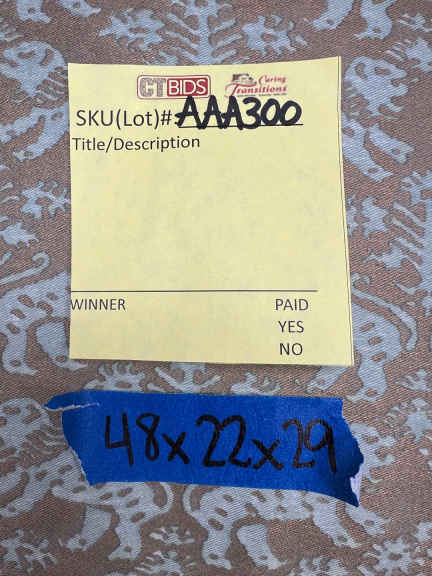 CTBIDS Caring Transitions
SKU(Lot)# AAA300
Title/Description
WINNER PAID
YES
NO
48x22x29